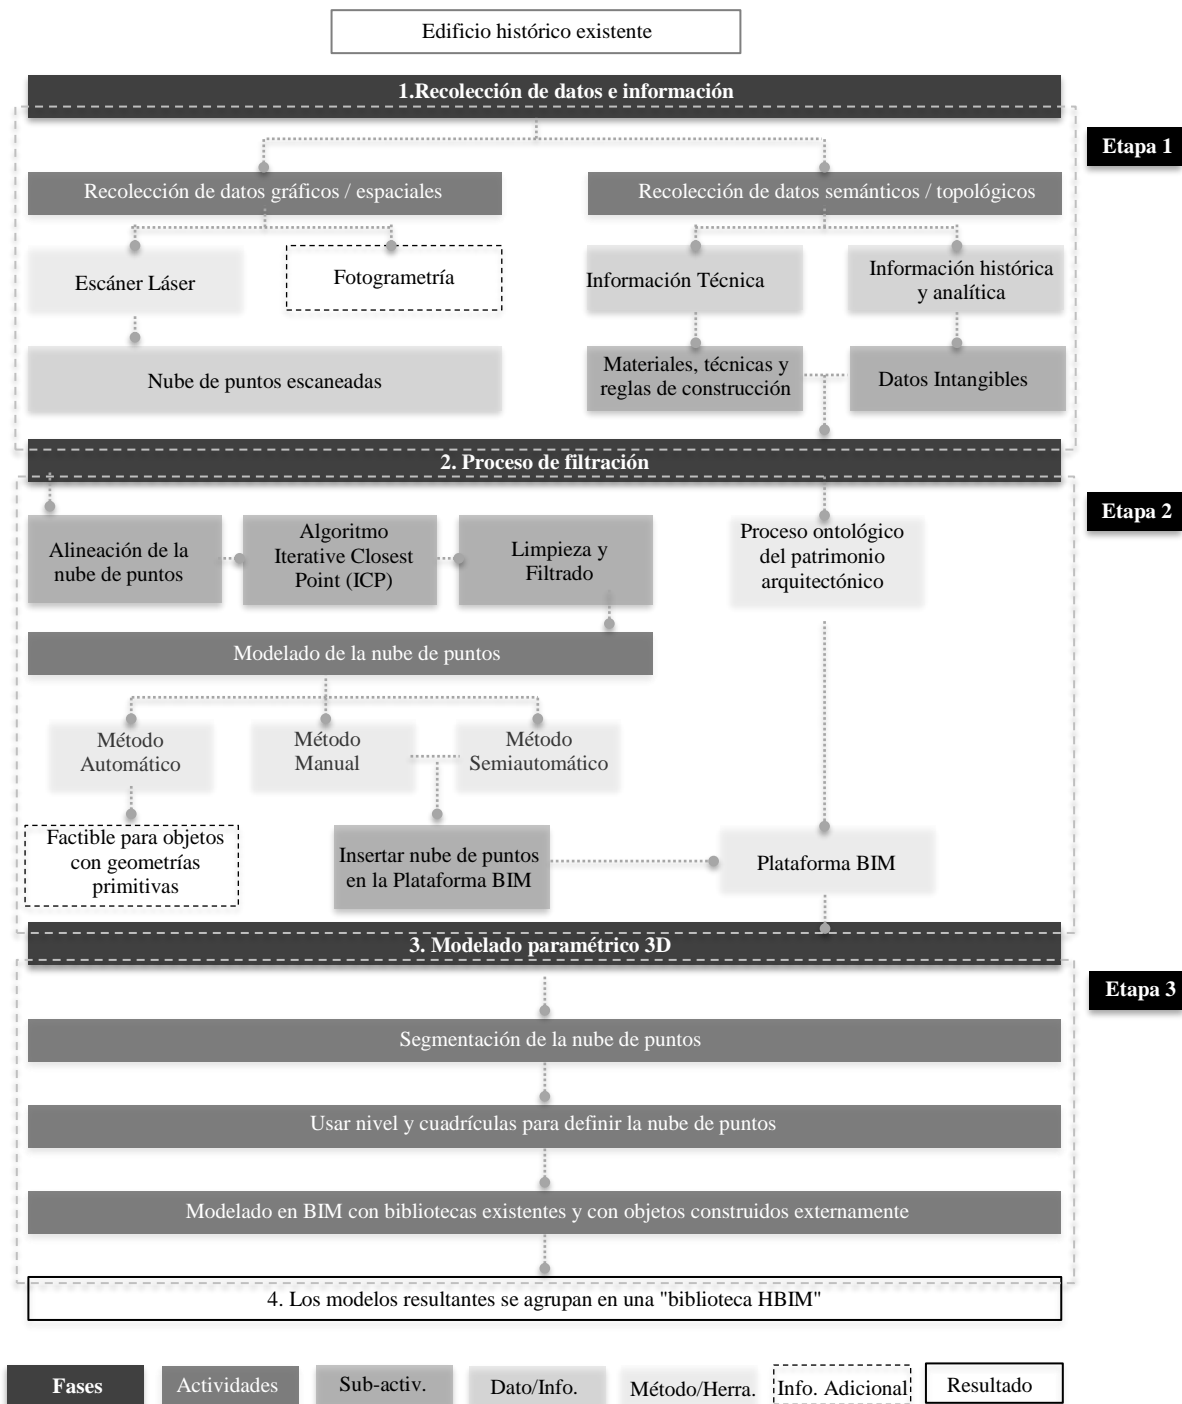 Edificio histórico existente
1.Recolección de datos e información
Etapa 1
Recolección de datos gráficos / espaciales
Recolección de datos semánticos / topológicos
Escáner Láser
Fotogrametría
Información Técnica
Información histórica
y analítica
Nube de puntos escaneadas
Materiales, técnicas y
reglas de construcción
Datos Intangibles
2. Proceso de filtración
Etapa 2
Alineación de la
nube de puntos
Algoritmo
Iterative Closest
Point (ICP)
Limpieza y
Filtrado
Proceso ontológico
del patrimonio
arquitectónico
Modelado de la nube de puntos
Método
Automático
Método
Manual
Método
Semiautomático
Factible para objetos
con geometrías
primitivas
Insertar nube de puntos
en la Plataforma BIM
Plataforma BIM
3. Modelado paramétrico 3D
Etapa 3
Segmentación de la nube de puntos
Usar nivel y cuadrículas para definir la nube de puntos
Modelado en BIM con bibliotecas existentes y con objetos construidos externamente
4. Los modelos resultantes se agrupan en una "biblioteca HBIM"
Fases
Actividades
Sub-activ.
Dato/Info.
Método/Herra.
Info. Adicional
Resultado